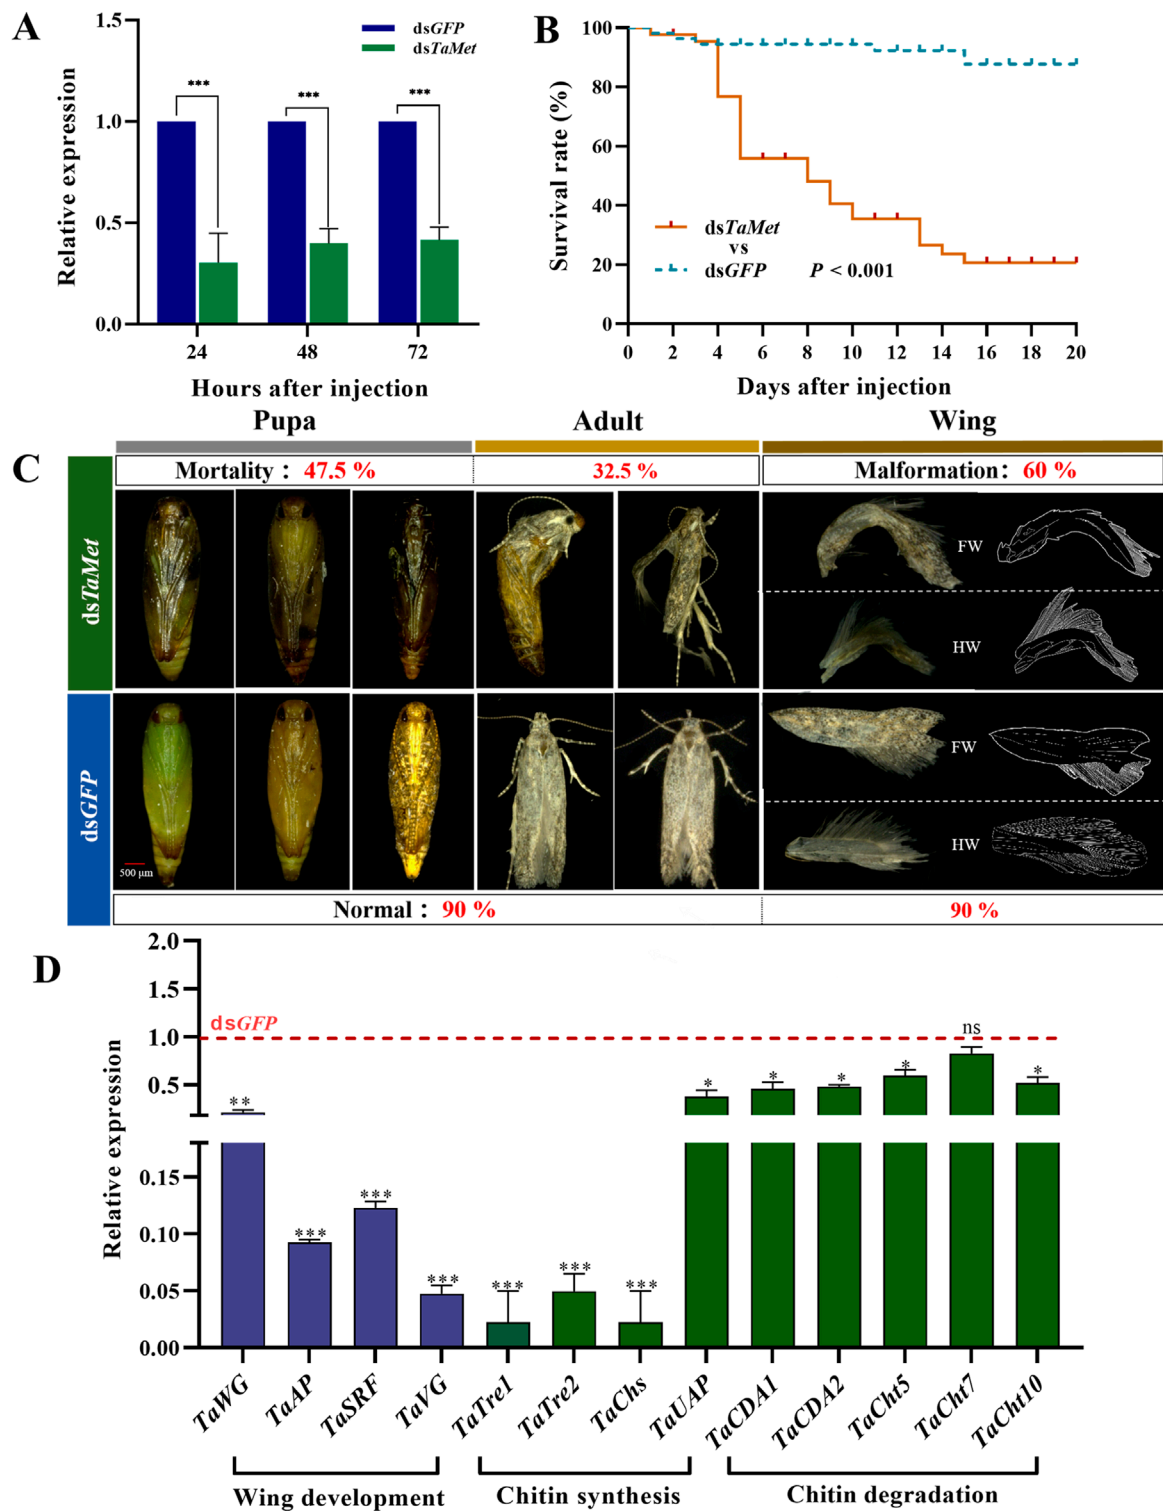 A
1.5
1.0
0.5
0.0
Relative expression
dsGFP
dsTaMet
***
***
***
24
48
72
Hours after injection
B
100
80
60
40
20
0
Survival rate (%)
dsTaMet
vs
dsGFP
P < 0.001
0
2
4
6
8
10
12
14
16
18
20
Days after injection
C
Pupa
Adult
Wing
Mortality : 47.5 %
32.5 %
Malformation: 60 %
dsTaMet
FW
HW
dsGFP
500 μm
FW
HW
Normal : 90 %
90 %
D
2.0
1.5
1.0
0.5
0.15
0.10
0.05
0.00
Relative expression
dsGFP
**
***
***
***
***
***
***
*
*
*
*
ns
*
TaWG
TaAP
TaSRF
TaVG
TaTre1
TaTre2
TaChs
TaUAP
TaCDA1
TaCDA2
TaCht5
TaCht7
TaCht10
Wing development
Chitin synthesis
Chitin degradation